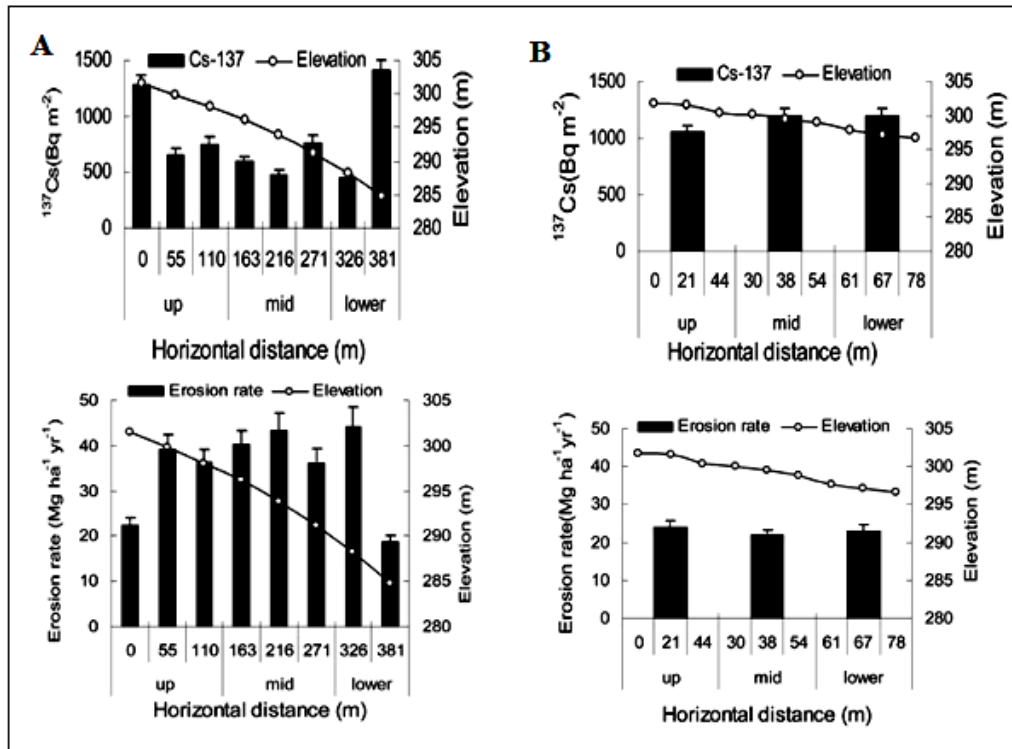 A
Cs-137 Elevation
1500
1000
500
0
305
300
295
290
285
280
¹³⁷Cs(Bq m⁻²)
Elevation (m)
0 55 110 163 216 271 326 381
up mid lower
Horizontal distance (m)
Erosion rate Elevation
50
40
30
20
10
0
305
300
295
290
285
280
Erosion rate (Mg ha⁻¹ yr⁻¹)
Elevation (m)
0 55 110 163 216 271 326 381
up mid lower
Horizontal distance (m)
B
Cs-137 Elevation
1500
1000
500
0
305
300
295
290
285
280
¹³⁷Cs(Bq m⁻²)
Elevation (m)
0 21 44 30 38 54 61 67 78
up mid lower
Horizontal distance (m)
Erosion rate Elevation
50
40
30
20
10
0
305
300
295
290
285
280
Erosion rate(Mg ha⁻¹yr⁻¹)
Elevation (m)
0 21 44 30 38 54 61 67 78
up mid lower
Horizontal distance (m)